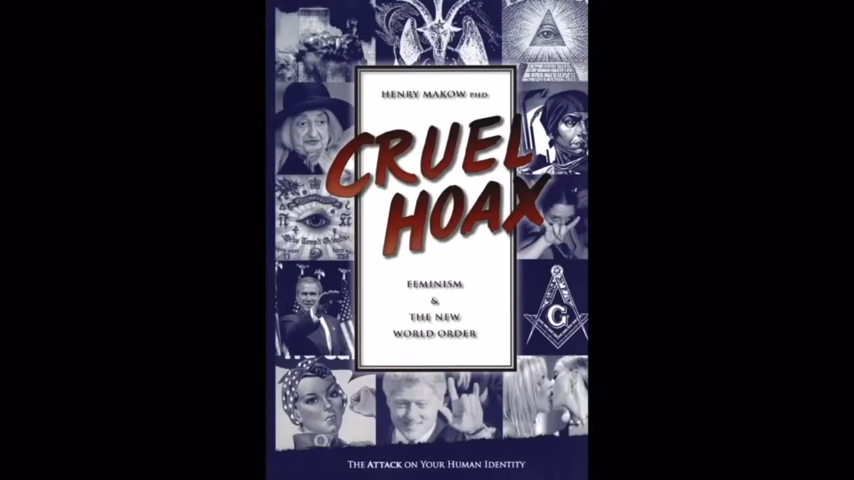 HENRY MAKOW PHD
CRUEL
HOAX
FEMINISM
&
THE NEW
WORLD ORDER
G
THE ATTACK ON YOUR HUMAN IDENTITY